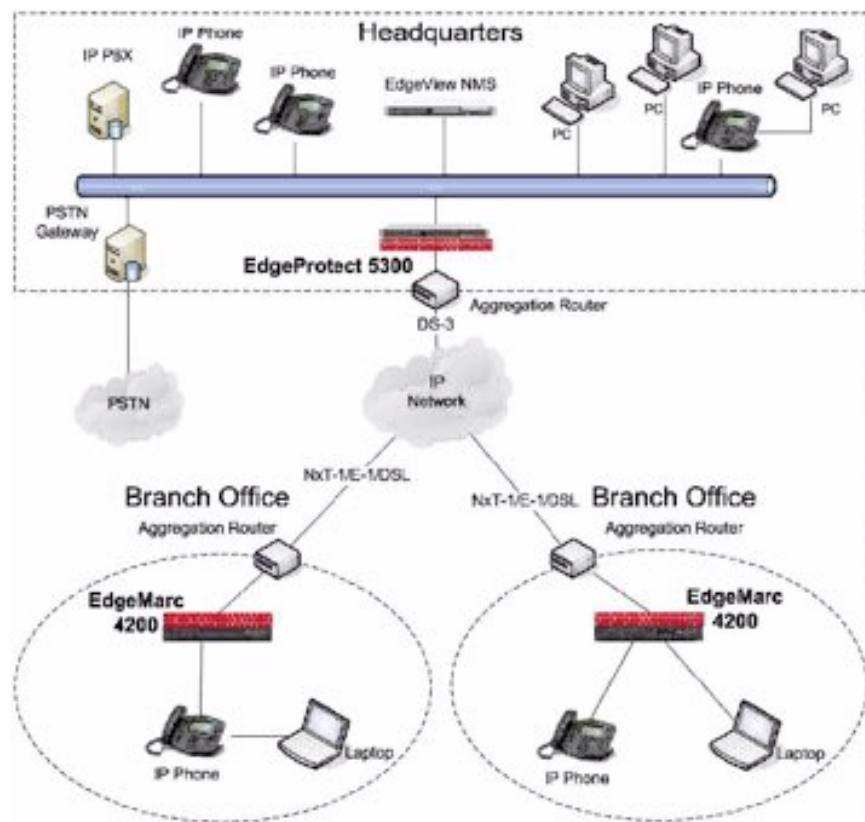 Headquarters
IP PBX
IP Phone
IP Phone
EdgeView NMS
PC
PC
IP Phone
PC
PSTN
Gateway
EdgeProtect 5300
Aggregation Router
DS-3
PSTN
IP
Network
NxT-1/E-1/DSL
NxT-1/E-1/DSL
Branch Office
Aggregation Router
Branch Office
Aggregation Router
EdgeMarc
4200
EdgeMarc
4200
IP Phone
Laptop
IP Phone
Laptop